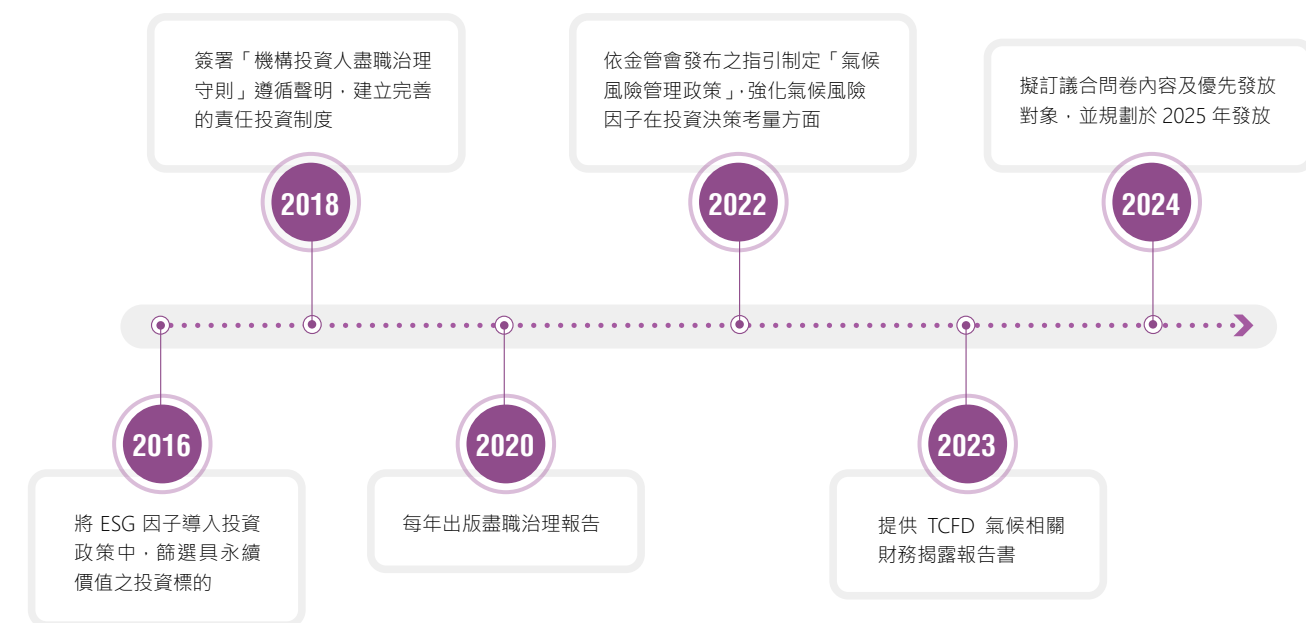 簽署「機構投資人盡職治理
守則」遵循聲明，建立完善
的責任投資制度
2018
依金管會發布之指引制定「氣候
風險管理政策」，強化氣候風險
因子在投資決策考量方面
2022
擬訂議合問卷內容及優先發放
對象，並規劃於 2025 年發放
2024
2016
將 ESG 因子導入投資
政策中，篩選具永續
價值之投資標的
2020
每年出版盡職治理報告
2023
提供 TCFD 氣候相關
財務揭露報告書